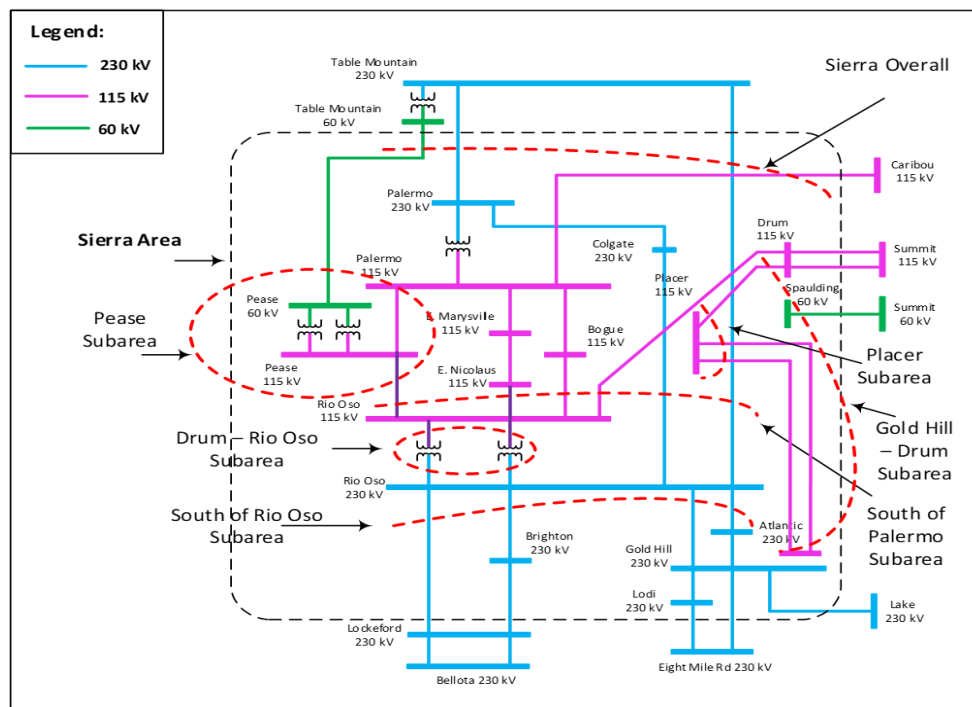 Legend:
230 kV
115 kV
60 kV
Table Mountain
230 kV
Sierra Overall
Table Mountain
60 kV
Caribou
115 kV
Palermo
230 kV
Drum
115 kV
Sierra Area
Colgate
230 kV
Summit
115 kV
Palermo
115 kV
Placer
115 kV
Spaulding
60 kV
Pease
60 kV
Summit
60 kV
Pease
Subarea
Marysville
115 kV
Bogue
115 kV
Placer
Subarea
Pease
115 kV
E. Nicolaus
115 kV
Rio Oso
115 kV
Gold Hill
– Drum
Subarea
Drum – Rio Oso
Subarea
Rio Oso
230 kV
South of Rio Oso
Subarea
South of
Palermo
Subarea
Brighton
230 kV
Atlantic
230 kV
Gold Hill
230 kV
Lodi
230 kV
Lake
230 kV
Lockeford
230 kV
Bellota 230 kV
Eight Mile Rd 230 kV